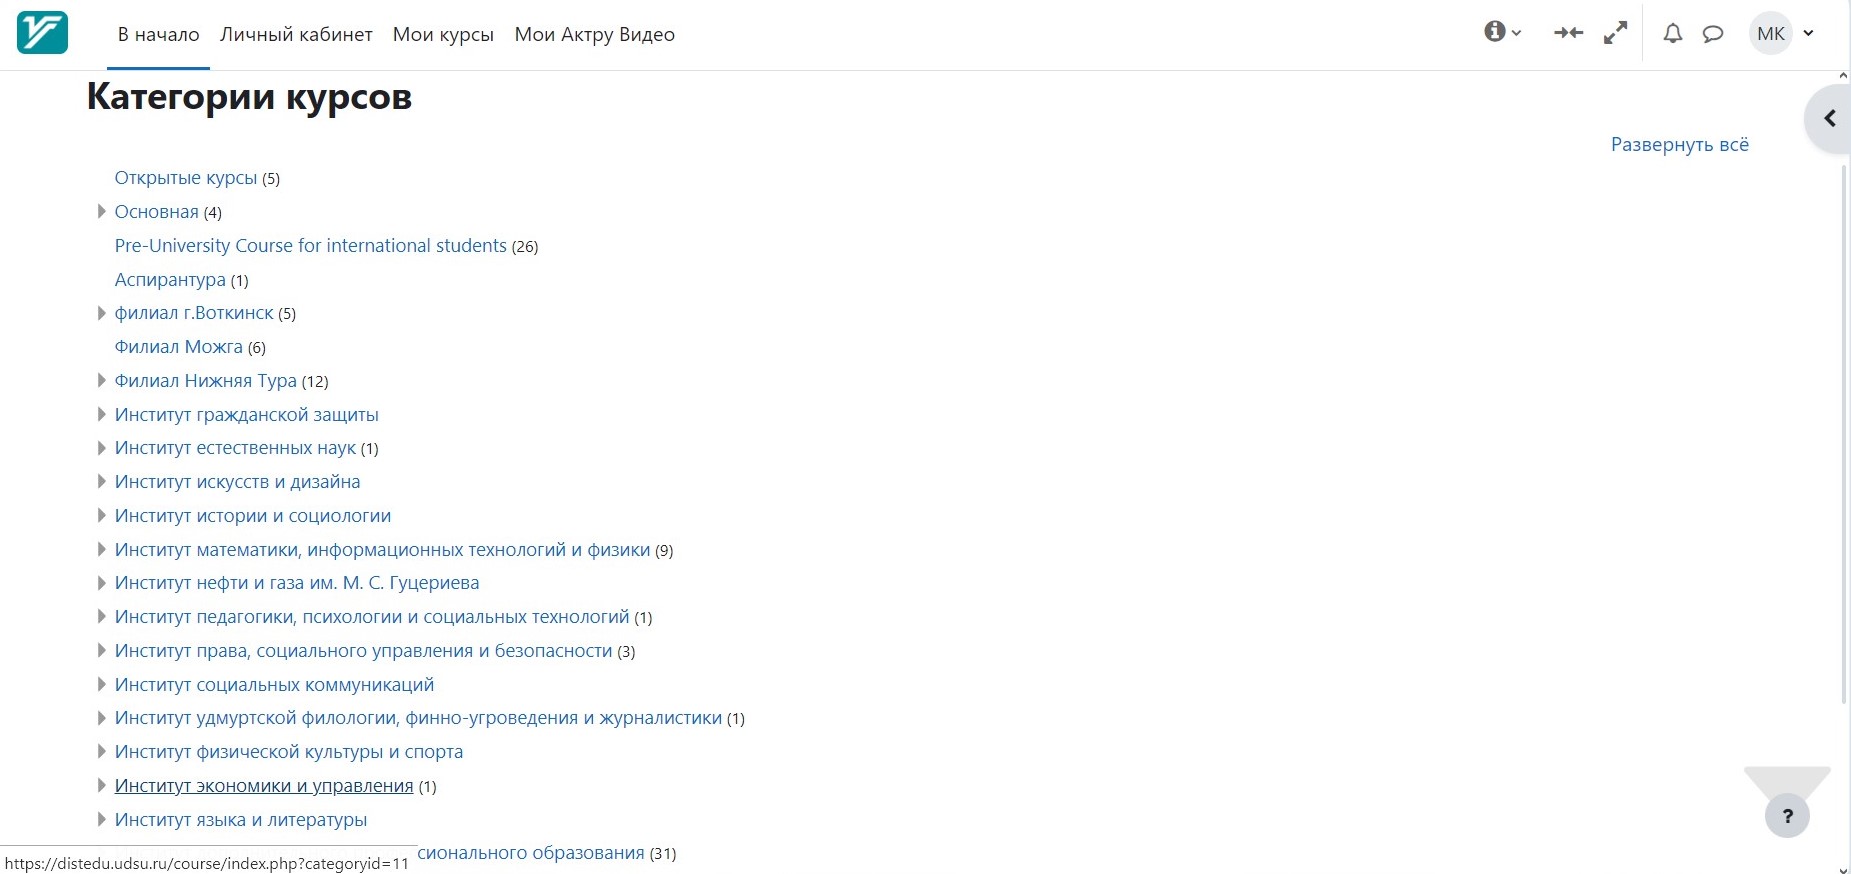 В начало Личный кабинет Мои курсы Мои Актру Видео МК
Категории курсов
Развернуть всё
Открытые курсы (5)
Основная (4)
Pre-University Course for international students (26)
Аспирантура (1)
филиал г.Воткинск (5)
Филиал Можга (6)
Филиал Нижняя Тура (12)
Институт гражданской защиты
Институт естественных наук (1)
Институт искусств и дизайна
Институт истории и социологии
Институт математики, информационных технологий и физики (9)
Институт нефти и газа им. М. С. Гуцериева
Институт педагогики, психологии и социальных технологий (1)
Институт права, социального управления и безопасности (3)
Институт социальных коммуникаций
Институт удмуртской филологии, финно-угроведения и журналистики (1)
Институт физической культуры и спорта
Институт экономики и управления (1)
?
Институт языка и литературы
сионального образования (31)
https://distedu.udsu.ru/course/index.php?categoryid=11